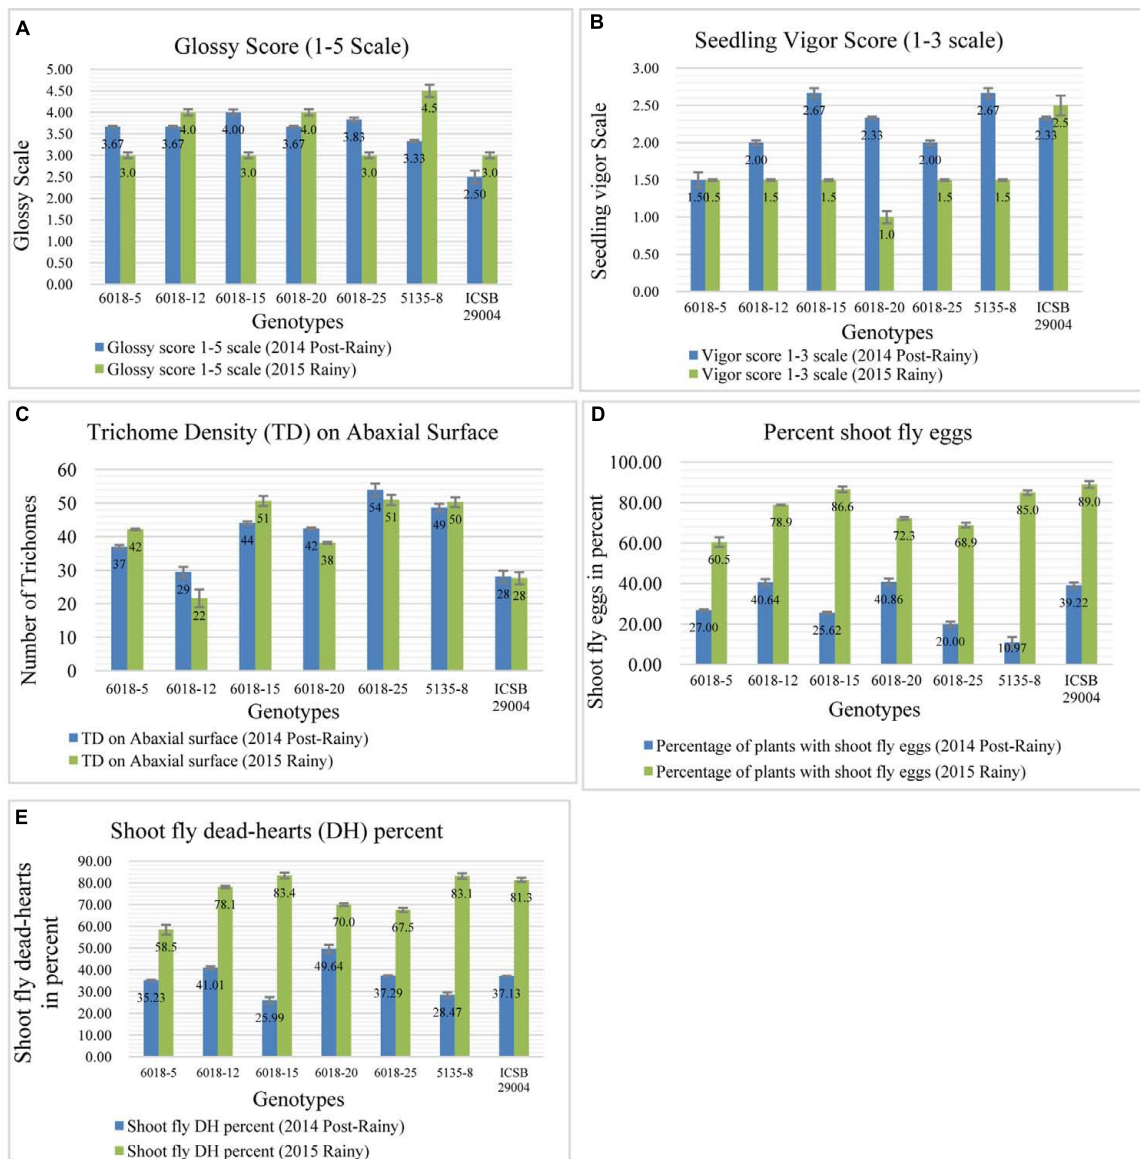 A
Glossy Score (1-5 Scale)
Glossy Scale
5.00
4.50
4.00
3.50
3.00
2.50
2.00
1.50
1.00
0.50
0.00
3.67 3.0 3.67 4.0 4.00 3.0 3.67 4.0 3.83 3.0 3.33 4.5 2.50 3.0
6018-5 6018-12 6018-15 6018-20 6018-25 5135-8 ICSB 29004
Genotypes
Glossy score 1-5 scale (2014 Post-Rainy)
Glossy score 1-5 scale (2015 Rainy)
B
Seedling Vigor Score (1-3 scale)
Seedling vigor Scale
3.00
2.50
2.00
1.50
1.00
0.50
0.00
1.50 1.5 2.00 1.5 2.67 1.5 2.33 1.0 2.00 1.5 2.67 1.5 2.33 2.5
6018-5 6018-12 6018-15 6018-20 6018-25 5135-8 ICSB 29004
Genotypes
Vigor score 1-3 scale (2014 Post-Rainy)
Vigor score 1-3 scale (2015 Rainy)
C
Trichome Density (TD) on Abaxial Surface
Number of Trichomes
60
50
40
30
20
10
0
37 42 29 22 44 51 42 38 54 51 49 50 28 28
6018-5 6018-12 6018-15 6018-20 6018-25 5135-8 ICSB 29004
Genotypes
TD on Abaxial surface (2014 Post-Rainy)
TD on Abaxial surface (2015 Rainy)
D
Percent shoot fly eggs
Shoot fly eggs in percent
100.00
80.00
60.00
40.00
20.00
0.00
27.00 60.5 40.64 78.9 25.62 86.6 40.86 72.3 20.00 68.9 10.97 85.0 39.22 89.0
6018-5 6018-12 6018-15 6018-20 6018-25 5135-8 ICSB 29004
Genotypes
Percentage of plants with shoot fly eggs (2014 Post-Rainy)
Percentage of plants with shoot fly eggs (2015 Rainy)
E
Shoot fly dead-hearts (DH) percent
Shoot fly dead-hearts
in percent
90.00
80.00
70.00
60.00
50.00
40.00
30.00
20.00
10.00
0.00
35.23 58.5 41.01 78.1 25.99 83.4 49.64 70.0 37.29 67.5 28.47 83.1 37.13 81.3
6018-5 6018-12 6018-15 6018-20 6018-25 5135-8 ICSB 29004
Genotypes
Shoot fly DH percent (2014 Post-Rainy)
Shoot fly DH percent (2015 Rainy)